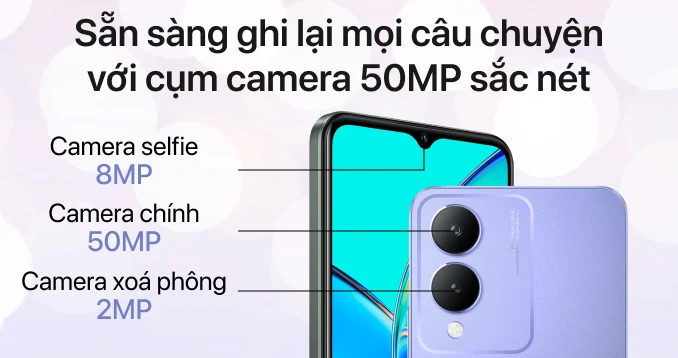 Sẵn sàng ghi lại mọi câu chuyện
với cụm camera 50MP sắc nét
Camera selfie
8MP
Camera chính
50MP
Camera xoá phông
2MP